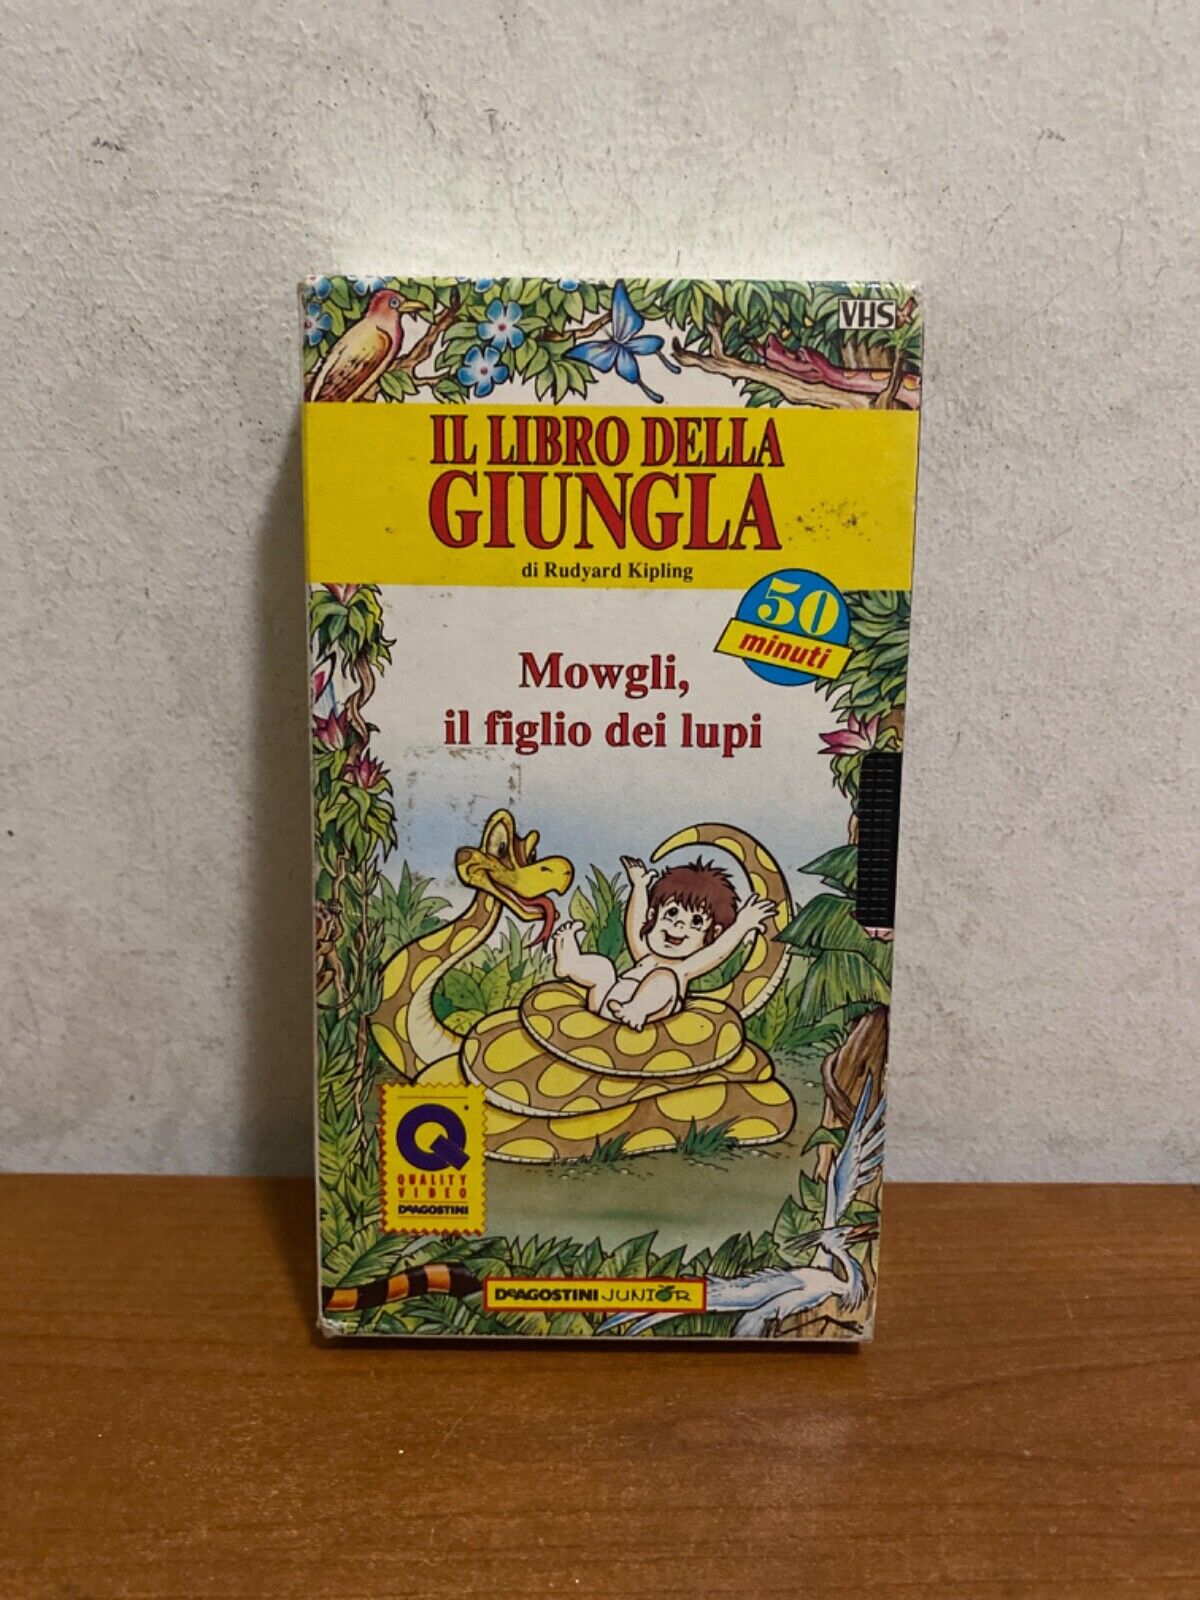 VHS
IL LIBRO DELLA
GIUNGLA
di Rudyard Kipling
50
minuti
Mowgli,
il figlio dei lupi
Q
QUALITY
VIDEO
DeAGOSTINI
DeAGOSTINI JUNIOR